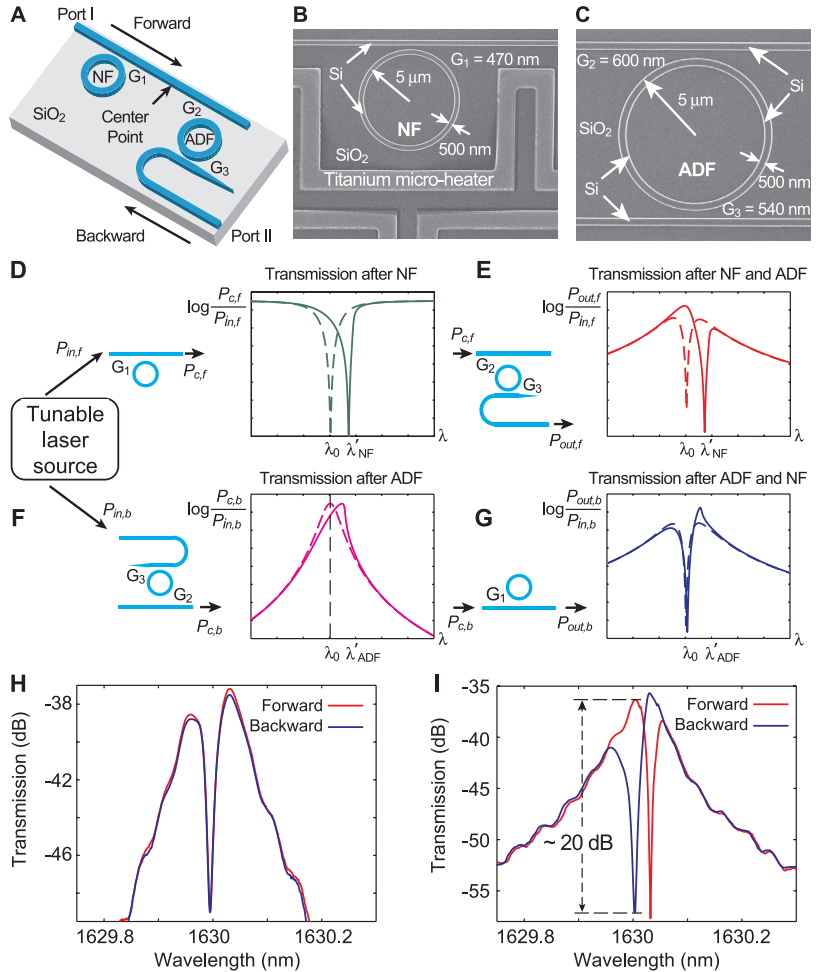 A
Port I
Forward
NF
G1
SiO2
Center
Point
G2
ADF
G3
Backward
Port II
B
Si
G1 = 470 nm
5 μm
NF
500 nm
SiO2
Titanium micro-heater
C
G2 = 600 nm
Si
5 μm
SiO2
ADF
500 nm
Si
G3 = 540 nm
D
Transmission after NF
log Pc,f / Pin,f
Pin,f
G1
Pc,f
λ0 λ′NF
λ
E
Transmission after NF and ADF
log Pout,f / Pin,f
Pc,f
G2
G3
Pout,f
λ0 λ′NF
λ
Tunable
laser
source
F
Transmission after ADF
log Pc,b / Pin,b
Pin,b
G3
G2
Pc,b
λ0 λ′ADF
λ
G
Transmission after ADF and NF
log Pout,b / Pin,b
G1
Pc,b
Pout,b
λ0 λ′ADF
λ
H
Transmission (dB)
-38
-42
-46
Forward
Backward
1629.8
1630
1630.2
Wavelength (nm)
I
Transmission (dB)
-35
-40
-45
-50
-55
Forward
Backward
~ 20 dB
1629.8
1630
1630.2
Wavelength (nm)